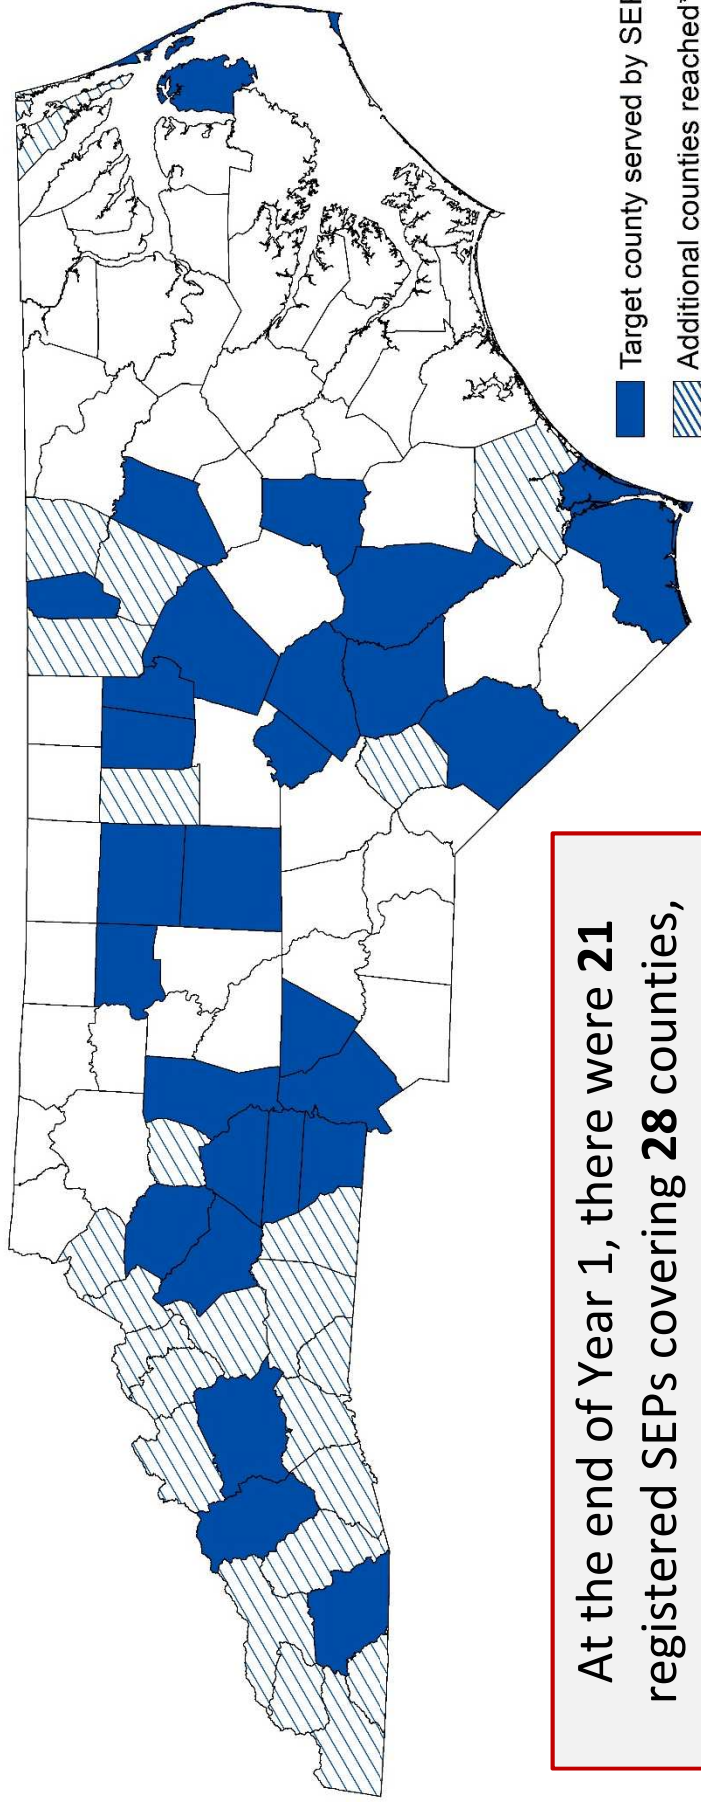 Target county served by SEP
Additional counties reached*
At the end of Year 1, there were 21
registered SEPs covering 28 counties,